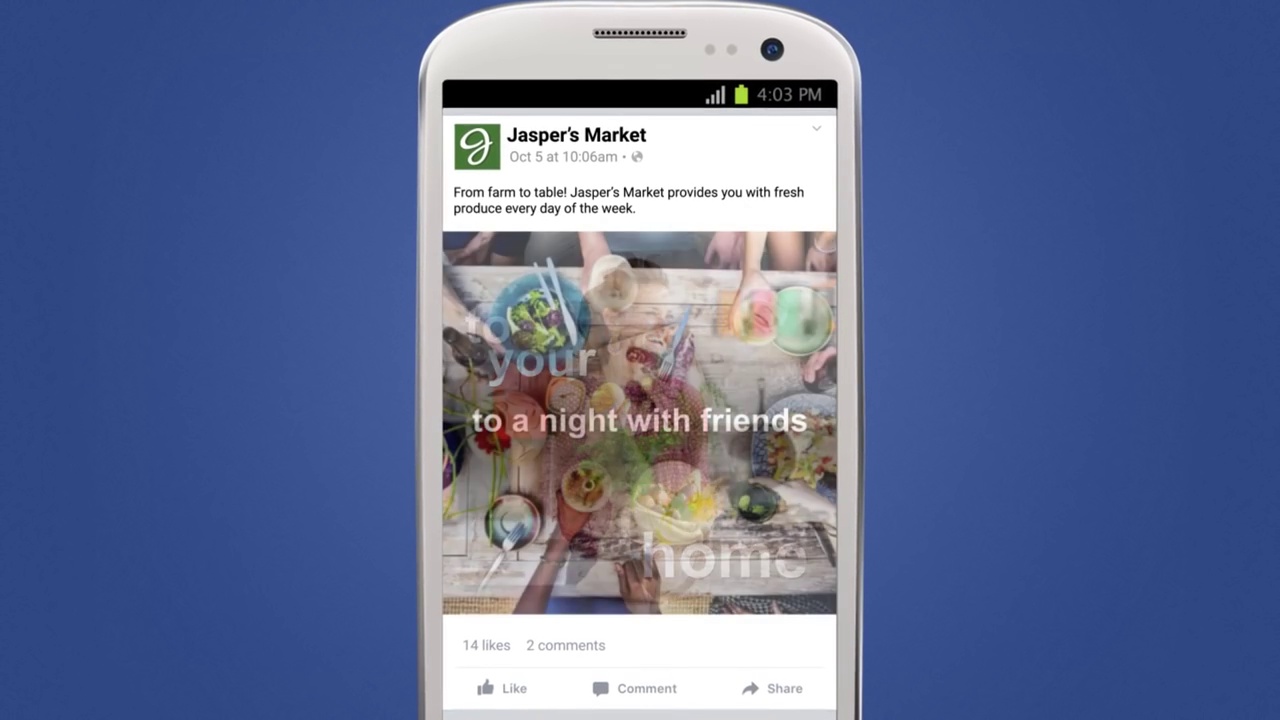 4:03 PM
Jasper's Market
Oct 5 at 10:06am •
From farm to table! Jasper's Market provides you with fresh
produce every day of the week.
to
your
to a night with friends
home
14 likes 2 comments
Like Comment Share